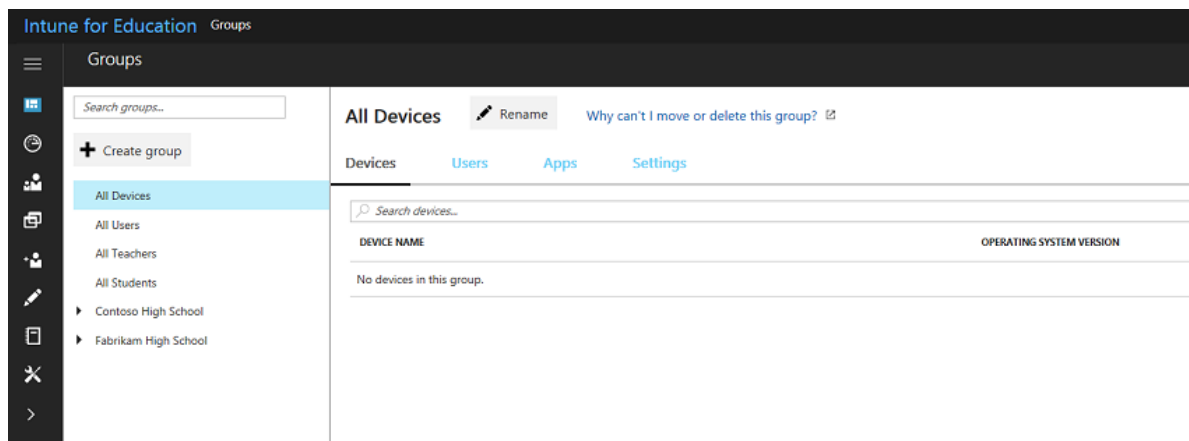 Intune for Education Groups
Groups
Search groups...
Create group
All Devices
All Users
All Teachers
All Students
Contoso High School
Fabrikam High School
All Devices Rename Why can't I move or delete this group?
Devices Users Apps Settings
Search devices...
DEVICE NAME OPERATING SYSTEM VERSION
No devices in this group.